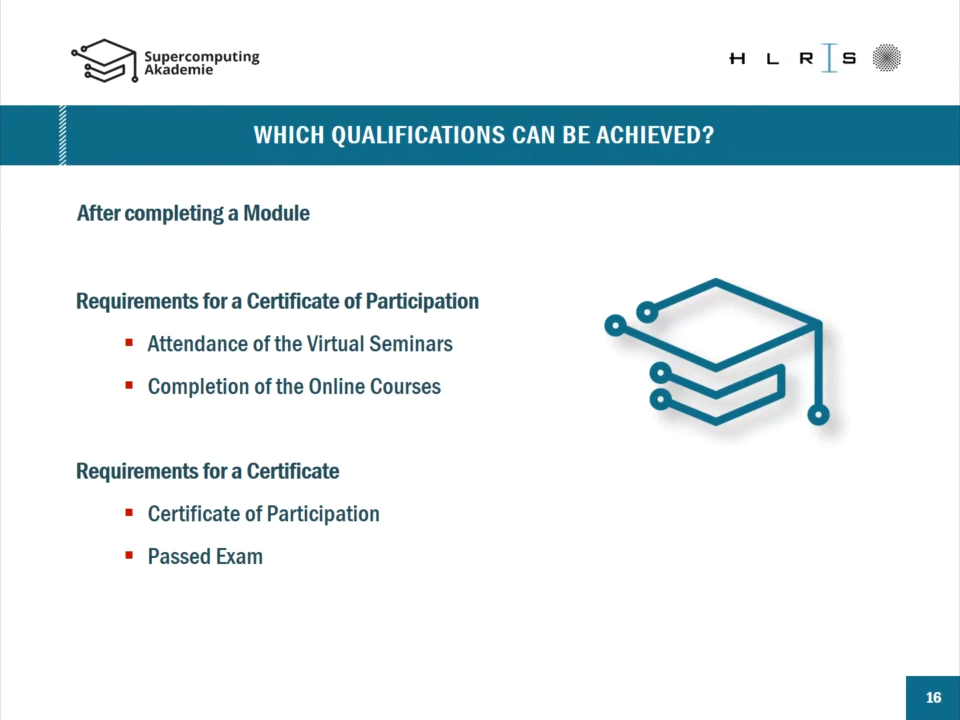 Supercomputing
Akademie
H L R I S
WHICH QUALIFICATIONS CAN BE ACHIEVED?
After completing a Module
Requirements for a Certificate of Participation
Attendance of the Virtual Seminars
Completion of the Online Courses
Requirements for a Certificate
Certificate of Participation
Passed Exam
16